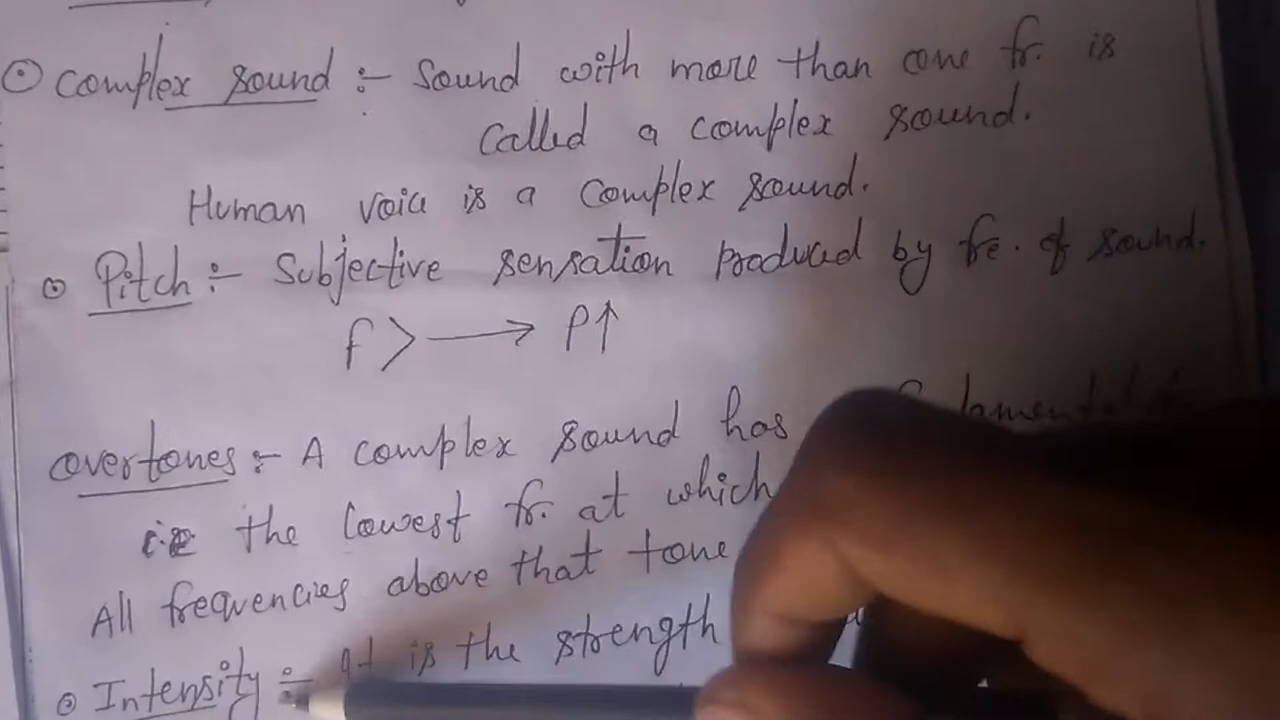 ⊙ Complex sound :- Sound with more than one fr. is
Called a complex sound.
Human voice is a Complex sound.
⊙ Pitch :- Subjective sensation produced by fr. of sound.
f > → P↑
Overtones :- A complex sound has
i.e the lowest fr. at which
All frequencies above that tone
⊙ Intensity :- It is the strength